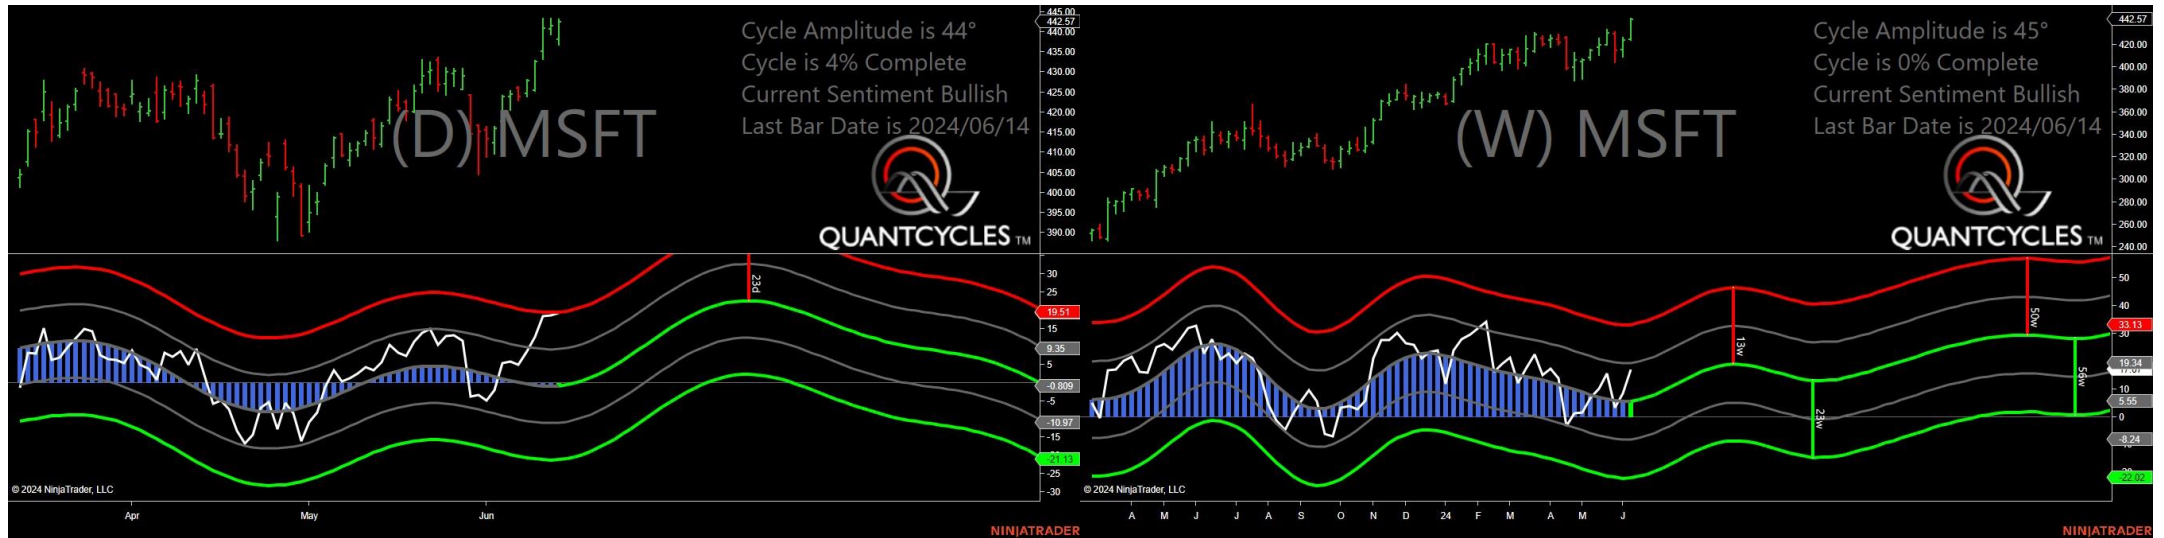 Cycle Amplitude is 44°
Cycle is 4% Complete
Current Sentiment Bullish
Last Bar Date is 2024/06/14
(D) MSFT
QUANTCYCLES TM
445.00
442.57
440.00
435.00
430.00
425.00
420.00
415.00
410.00
405.00
400.00
395.00
390.00
23d
30
25
19.51
15
9.35
5
-0.809
-5
-10.97
-15
-21.13
-25
-30
© 2024 NinjaTrader, LLC
Apr May Jun
NINJATRADER
Cycle Amplitude is 45°
Cycle is 0% Complete
Current Sentiment Bullish
Last Bar Date is 2024/06/14
(W) MSFT
QUANTCYCLES TM
442.57
420.00
400.00
380.00
360.00
340.00
320.00
300.00
280.00
260.00
240.00
13w
23w
50w
56w
50
40
33.13
30
19.34
10
5.55
0
-8.24
-22.02
© 2024 NinjaTrader, LLC
A M J J A S O N D 24 F M A M J
NINJATRADER